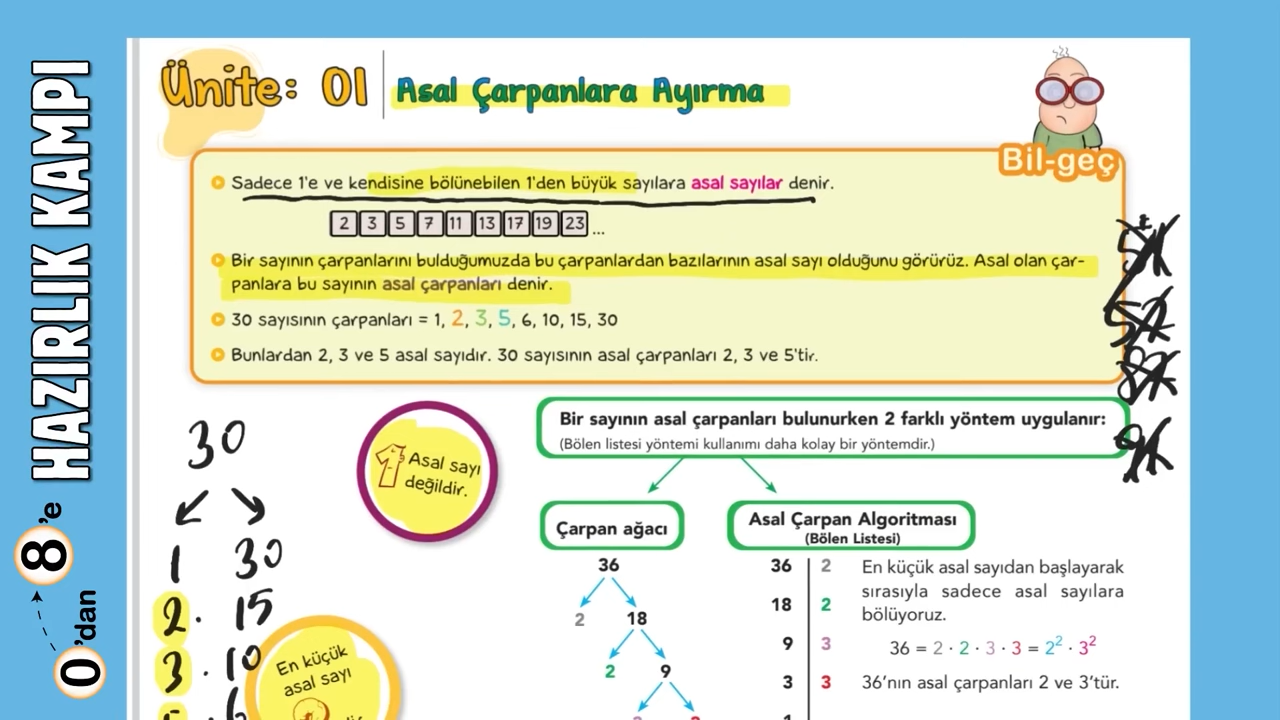 HAZIRLIK KAMPI
0'dan 8'e
Ünite: 01
Asal Çarpanlara Ayırma
Bil-geç
Sadece 1'e ve kendisine bölünebilen 1'den büyük sayılara asal sayılar denir.
2 3 5 7 11 13 17 19 23 ...
Bir sayının çarpanlarını bulduğumuzda bu çarpanlardan bazılarının asal sayı olduğunu görürüz. Asal olan çar-
panlara bu sayının asal çarpanları denir.
30 sayısının çarpanları = 1, 2, 3, 5, 6, 10, 15, 30
Bunlardan 2, 3 ve 5 asal sayıdır. 30 sayısının asal çarpanları 2, 3 ve 5'tir.
30
1 30
2 . 15
3 . 10
5 . 6
1 Asal sayı
değildir.
En küçük
asal sayı
Bir sayının asal çarpanları bulunurken 2 farklı yöntem uygulanır:
(Bölen listesi yöntemi kullanımı daha kolay bir yöntemdir.)
Çarpan ağacı
36
2 18
2 9
Asal Çarpan Algoritması
(Bölen Listesi)
36 2
18 2
9 3
3 3
1
En küçük asal sayıdan başlayarak
sırasıyla sadece asal sayılara
bölüyoruz.
36 = 2 · 2 · 3 · 3 = 2² · 3²
36'nın asal çarpanları 2 ve 3'tür.